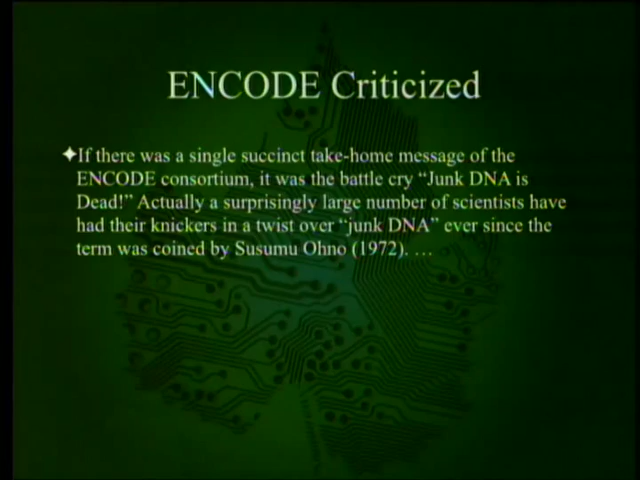 ENCODE Criticized
✦If there was a single succinct take-home message of the
ENCODE consortium, it was the battle cry “Junk DNA is
Dead!” Actually a surprisingly large number of scientists have
had their knickers in a twist over “junk DNA” ever since the
term was coined by Susumu Ohno (1972). …